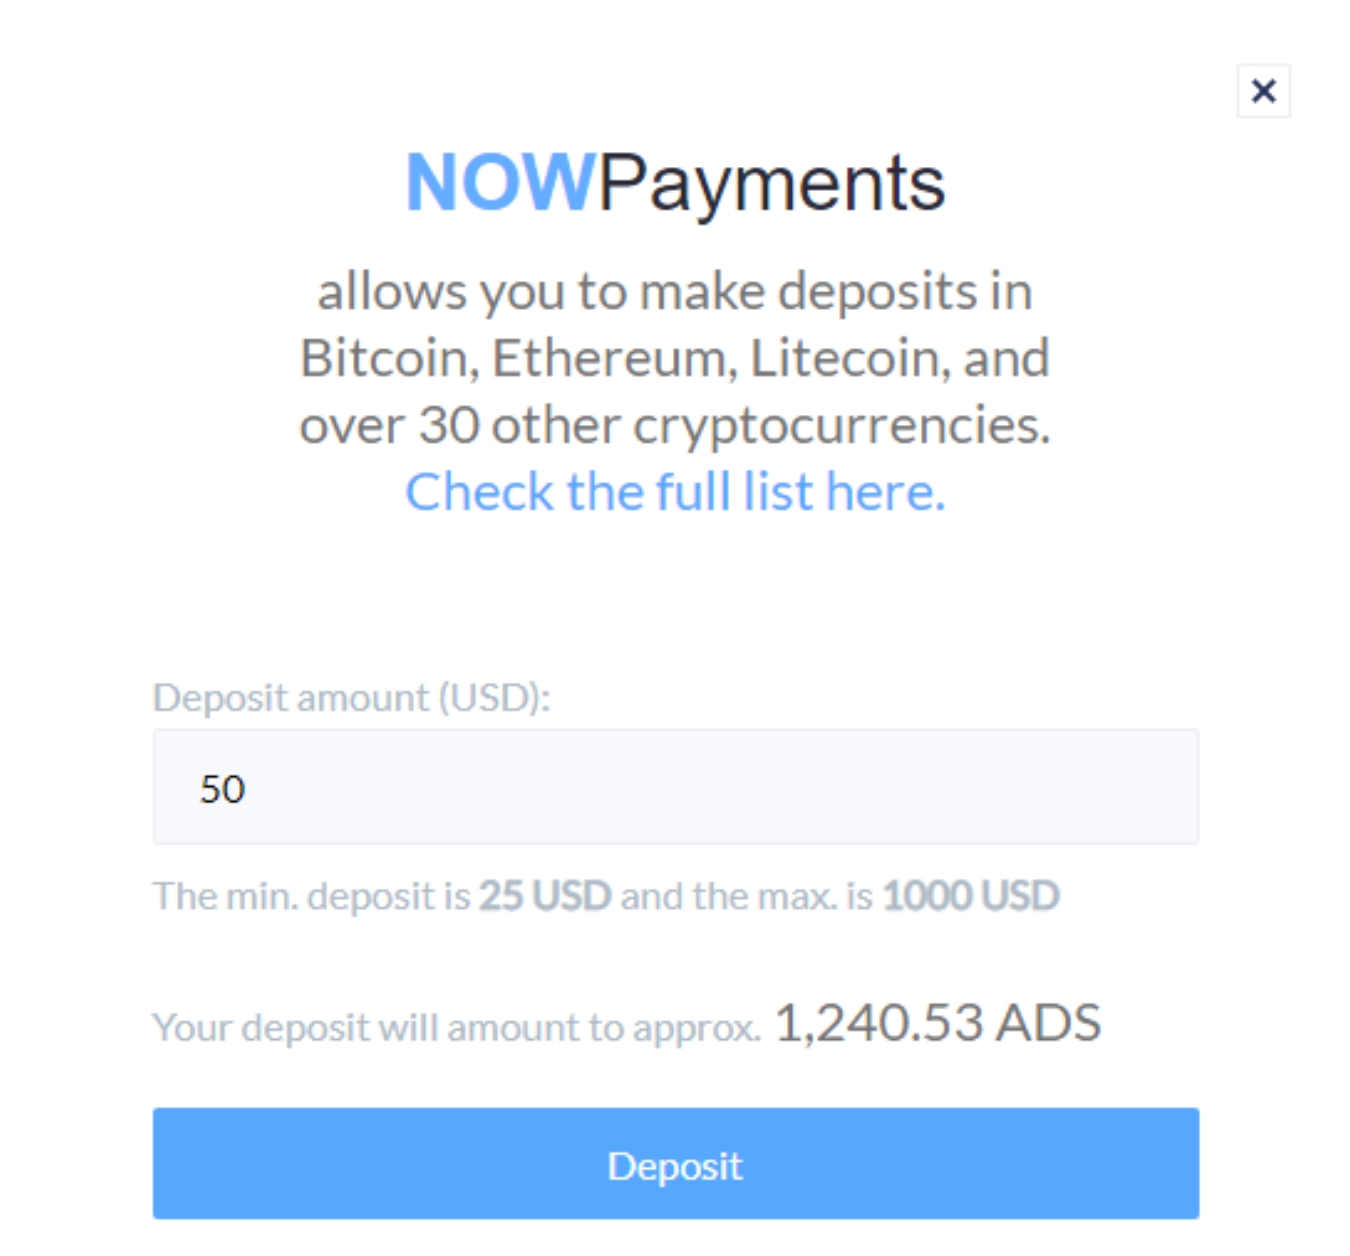 NOWPayments
allows you to make deposits in
Bitcoin, Ethereum, Litecoin, and
over 30 other cryptocurrencies.
Check the full list here.
Deposit amount (USD):
50
The min. deposit is 25 USD and the max. is 1000 USD
Your deposit will amount to approx. 1,240.53 ADS
Deposit